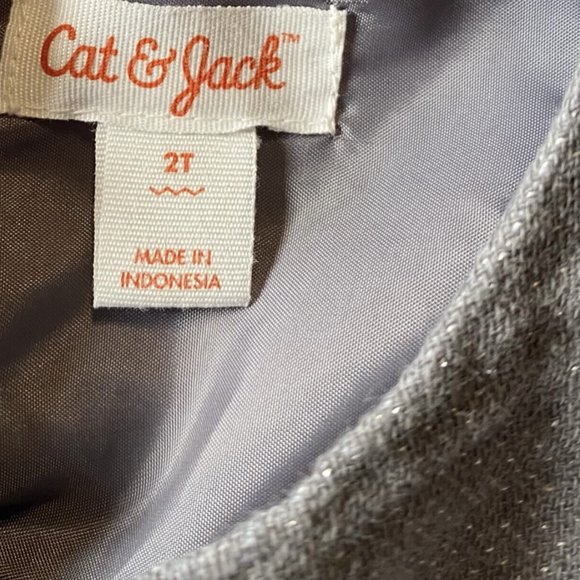 Cat & Jack™
2T
MADE IN
INDONESIA